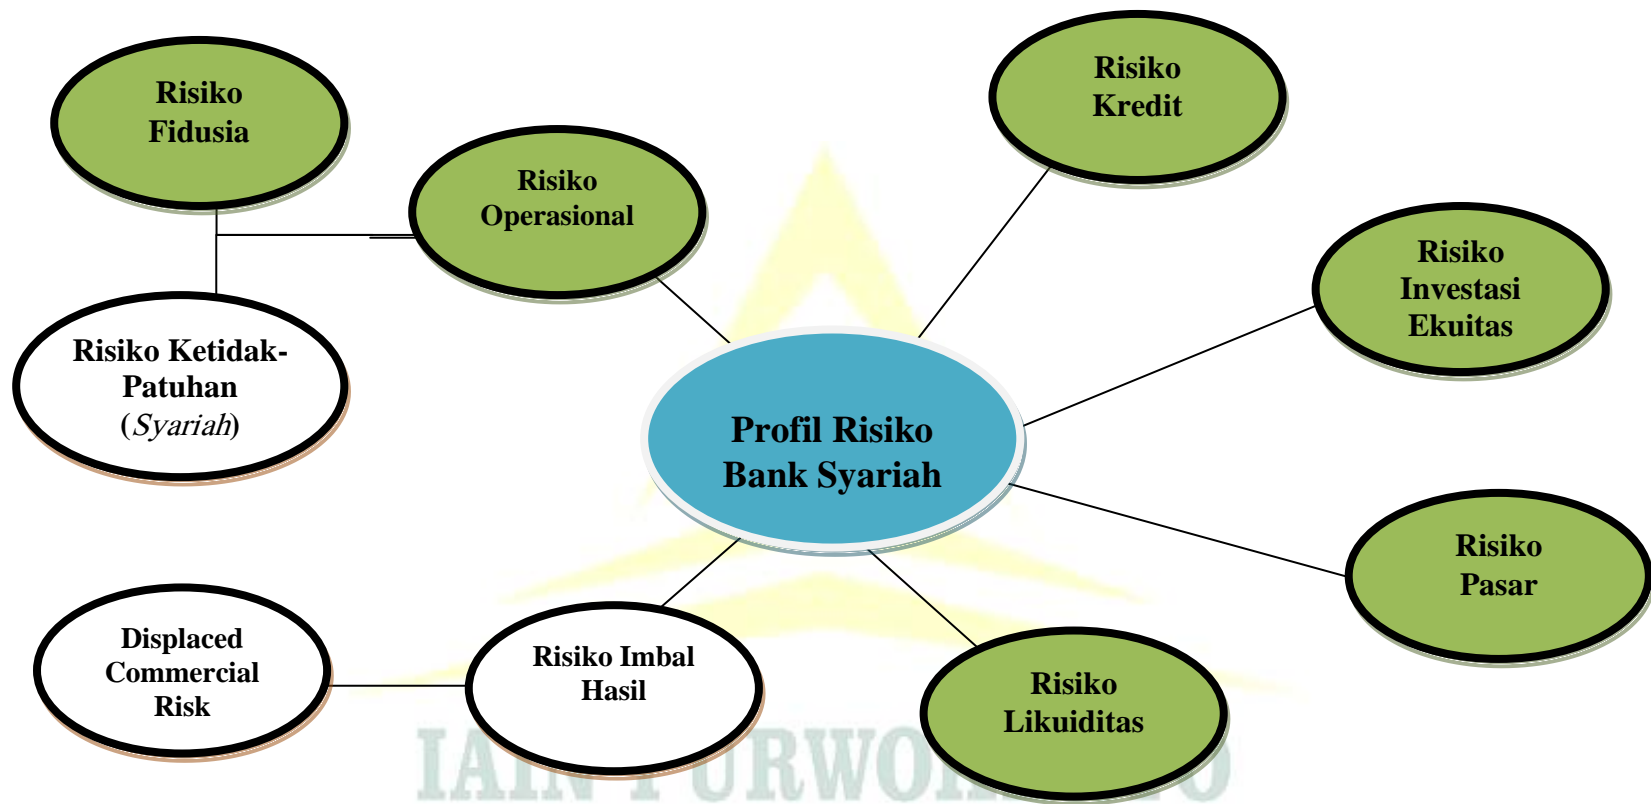 Risiko
Fidusia
Risiko
Operasional
Risiko
Kredit
Risiko
Investasi
Ekuitas
Risiko Ketidak-
Patuhan
(Syariah)
Profil Risiko
Bank Syariah
Risiko
Pasar
Displaced
Commercial
Risk
Risiko Imbal
Hasil
Risiko
Likuiditas
IAIN